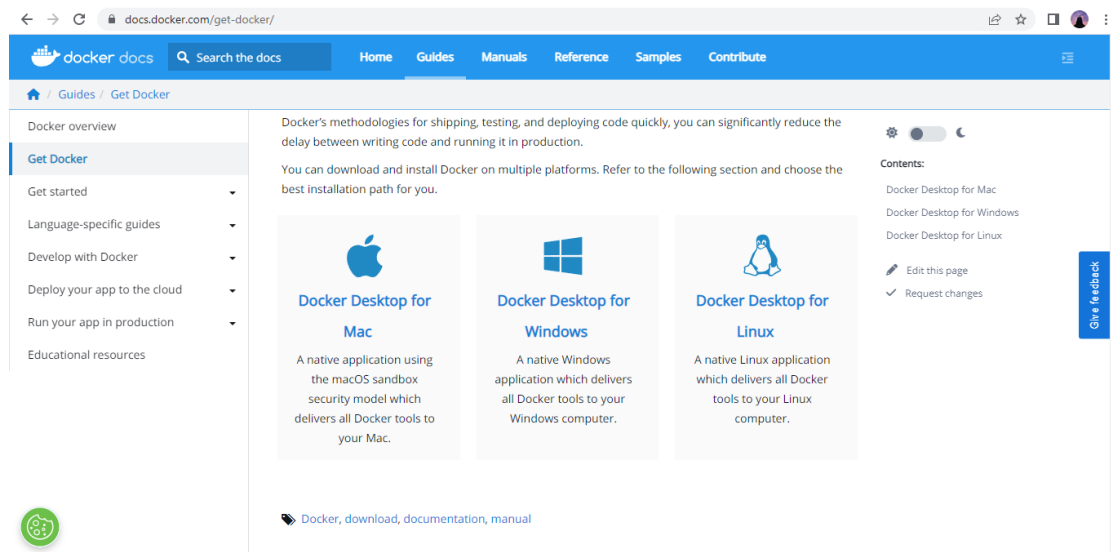 docs.docker.com/get-docker/
docker docs
Search the docs
Home
Guides
Manuals
Reference
Samples
Contribute
/ Guides / Get Docker
Docker overview
Get Docker
Get started
Language-specific guides
Develop with Docker
Deploy your app to the cloud
Run your app in production
Educational resources
Docker's methodologies for shipping, testing, and deploying code quickly, you can significantly reduce the
delay between writing code and running it in production.
You can download and install Docker on multiple platforms. Refer to the following section and choose the
best installation path for you.
Docker Desktop for
Mac
A native application using
the macOS sandbox
security model which
delivers all Docker tools to
your Mac.
Docker Desktop for
Windows
A native Windows
application which delivers
all Docker tools to your
Windows computer.
Docker Desktop for
Linux
A native Linux application
which delivers all Docker
tools to your Linux
computer.
Docker, download, documentation, manual
Contents:
Docker Desktop for Mac
Docker Desktop for Windows
Docker Desktop for Linux
Edit this page
Request changes
Give feedback